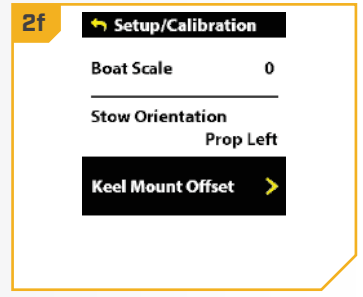 2f
Setup/Calibration
Boat Scale 0
Stow Orientation
Prop Left
Keel Mount Offset